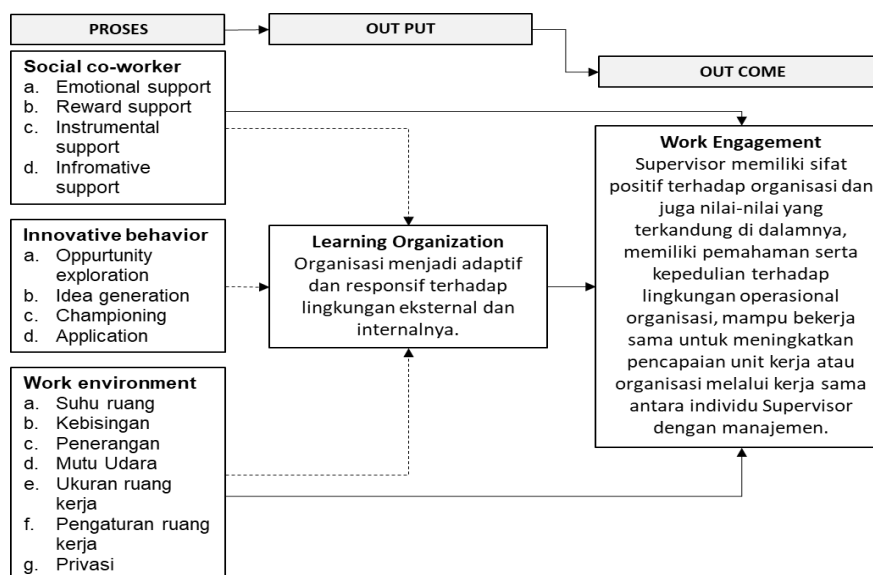 PROSES
OUT PUT
OUT COME
Social co-worker
a. Emotional support
b. Reward support
c. Instrumental
support
d. Infromative
support
Innovative behavior
a. Oppurtunity
exploration
b. Idea generation
c. Championing
d. Application
Work environment
a. Suhu ruang
b. Kebisingan
c. Penerangan
d. Mutu Udara
e. Ukuran ruang
kerja
f. Pengaturan ruang
kerja
g. Privasi
Learning Organization
Organisasi menjadi adaptif
dan responsif terhadap
lingkungan eksternal dan
internalnya.
Work Engagement
Supervisor memiliki sifat
positif terhadap organisasi dan
juga nilai-nilai yang
terkandung di dalamnya,
memiliki pemahaman serta
kepedulian terhadap
lingkungan operasional
organisasi, mampu bekerja
sama untuk meningkatkan
pencapaian unit kerja atau
organisasi melalui kerja sama
antara individu Supervisor
dengan manajemen.